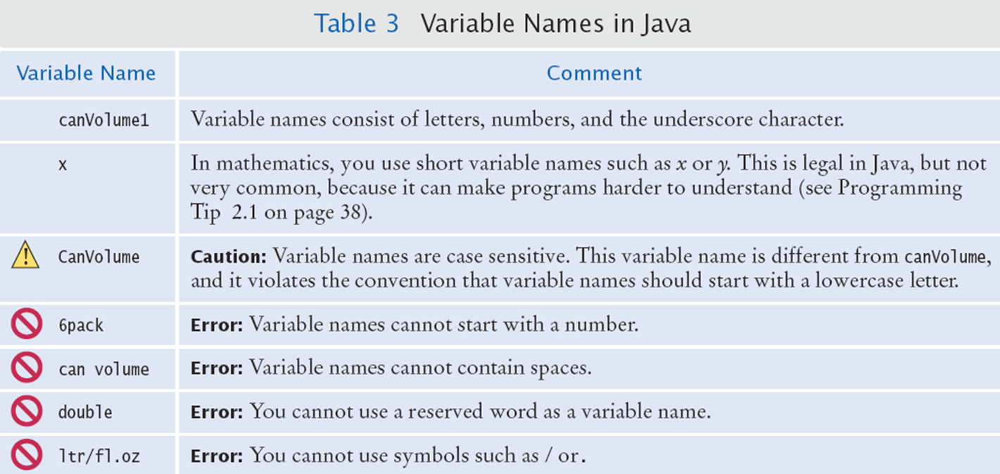 Table 3 Variable Names in Java
Variable Name Comment
canVolume1 Variable names consist of letters, numbers, and the underscore character.
x In mathematics, you use short variable names such as x or y. This is legal in Java, but not
very common, because it can make programs harder to understand (see Programming
Tip 2.1 on page 38).
CanVolume Caution: Variable names are case sensitive. This variable name is different from canVolume,
and it violates the convention that variable names should start with a lowercase letter.
6pack Error: Variable names cannot start with a number.
can volume Error: Variable names cannot contain spaces.
double Error: You cannot use a reserved word as a variable name.
ltr/fl.oz Error: You cannot use symbols such as / or.